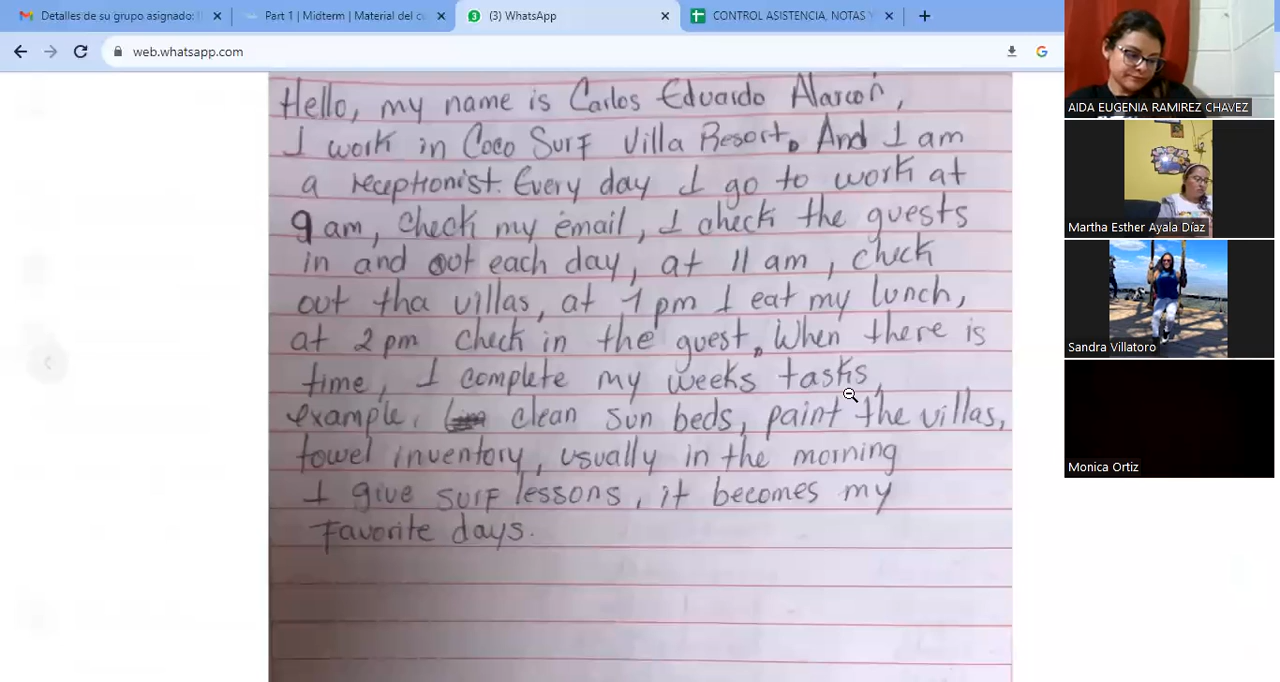 Detalles de su grupo asignado:
Part 1 | Midterm | Material del c
(3) WhatsApp
CONTROL ASISTENCIA, NOTAS Y
web.whatsapp.com
Hello, my name is Carlos Eduardo Alarcón,
I work in Coco Surf Villa Resort. And I am
a receptionist. Every day I go to work at
9 am, check my email, I check the guests
in and out each day, at 11 am, check
out tha villas, at 1 pm I eat my lunch,
at 2 pm check in the guest. When there is
time, I complete my weeks tasks,
example, clean sun beds, paint the villas,
towel inventory, usually in the morning
I give surf lessons, it becomes my
Favorite days.
AIDA EUGENIA RAMIREZ CHAVEZ
Martha Esther Ayala Díaz
Sandra Villatoro
Monica Ortiz